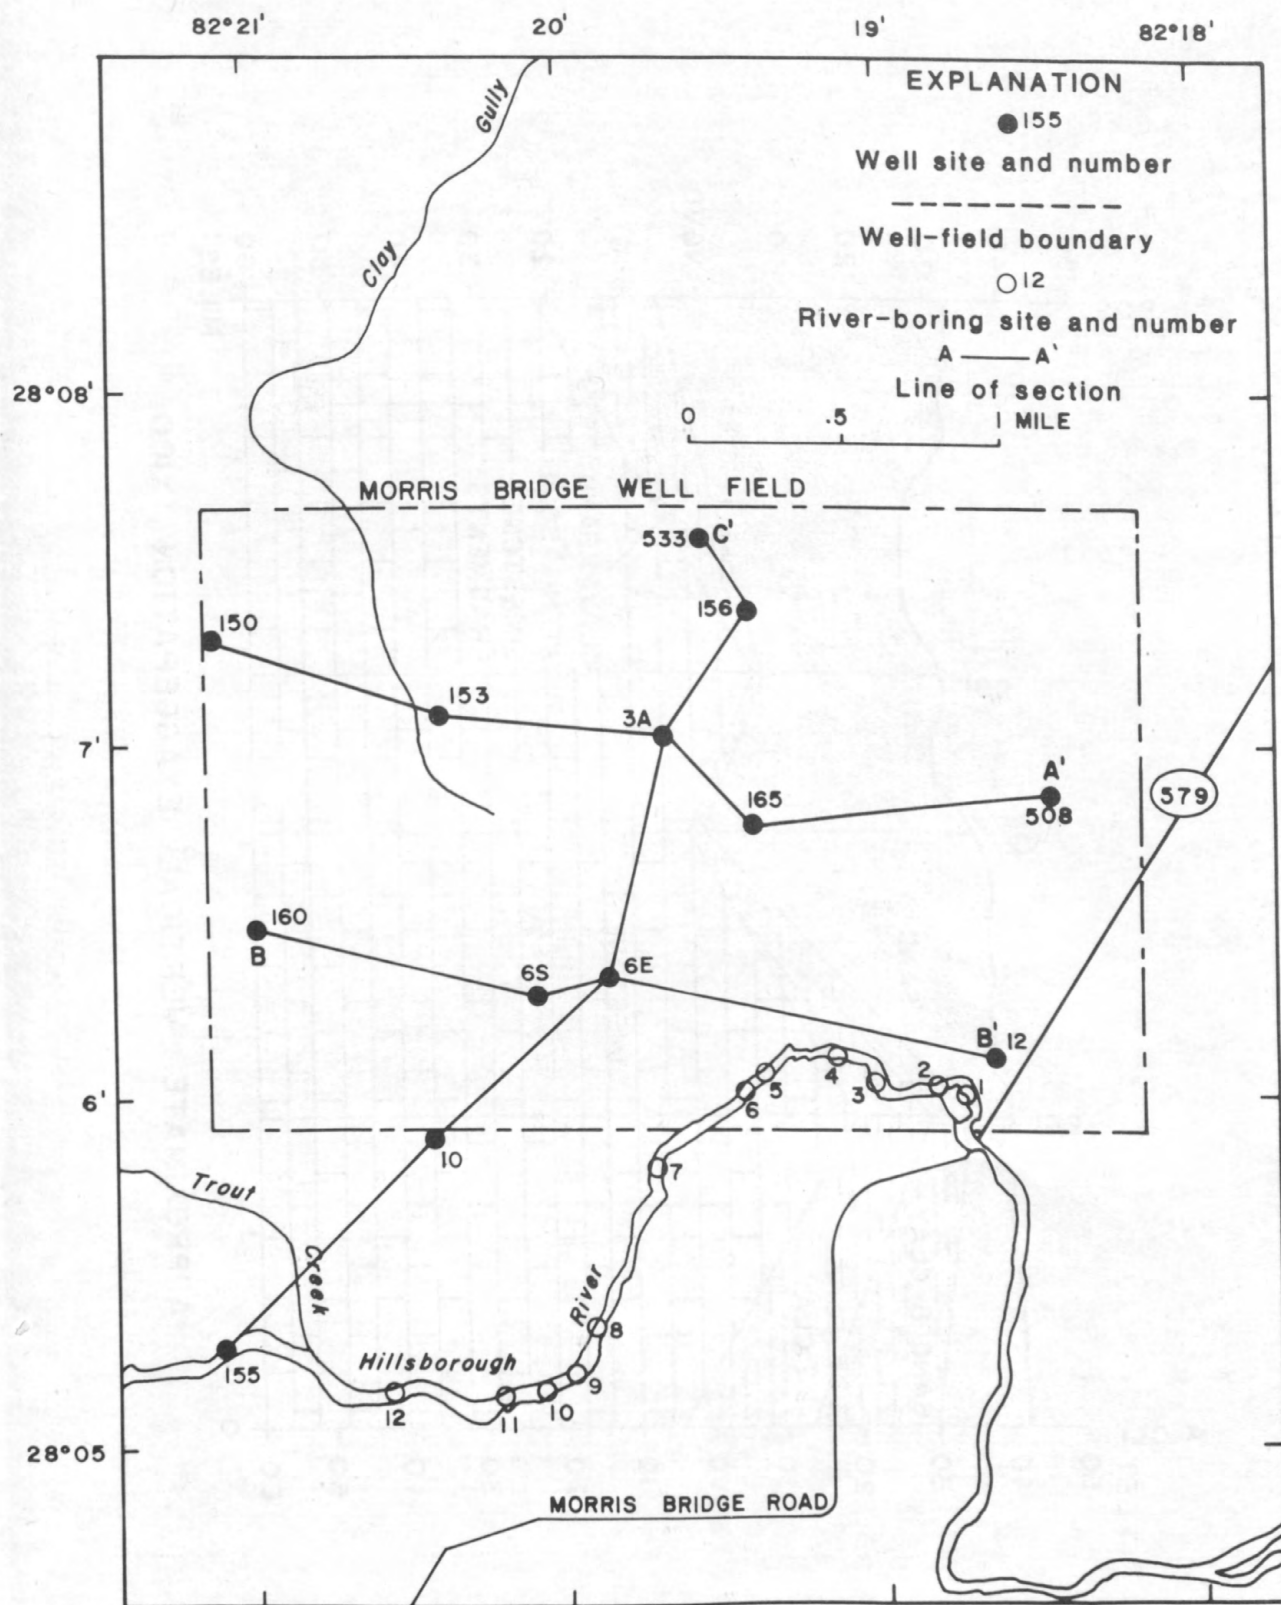 82°21' 20' 19' 82°18'
EXPLANATION
155
Well site and number
Well-field boundary
12
River-boring site and number
A A'
Line of section
0 .5 1 MILE
Clay Gully
28°08'
MORRIS BRIDGE WELL FIELD
533 C'
156
150
153
3A
7'
165
A'
508
579
160
B
6S
6E
B' 12
4
5
3
2
1
6
6'
10
7
Trout
Creek
River
8
Hillsborough
155
9
12
11
10
28°05'
MORRIS BRIDGE ROAD